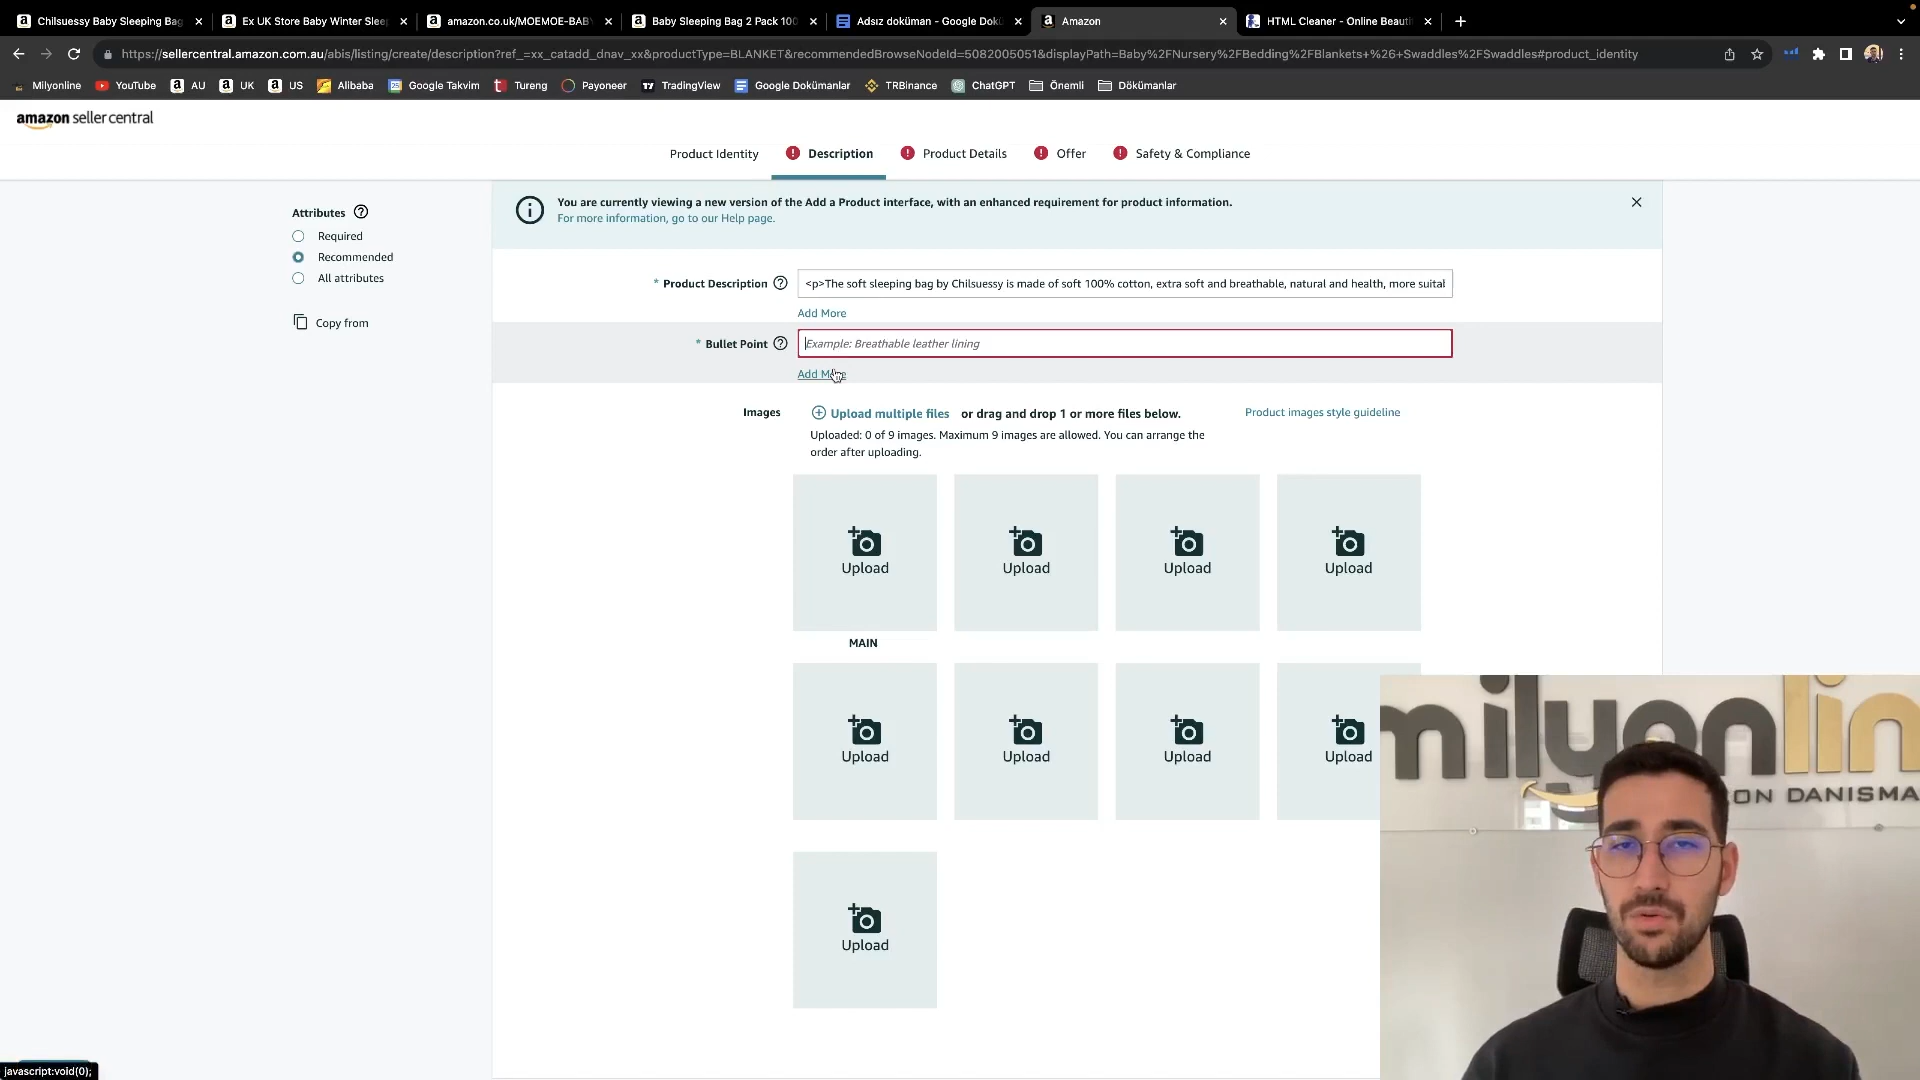 Chilsuessy Baby Sleeping Bag
Ex UK Store Baby Winter Slee
amazon.co.uk/MOEMOE-BABY
Baby Sleeping Bag 2 Pack 100
Adsız doküman - Google Dokü
Amazon
HTML Cleaner - Online Beauti
https://sellercentral.amazon.com.au/abis/listing/create/description?ref_=xx_catadd_dnav_xx&productType=BLANKET&recommendedBrowseNodeId=5082005051&displayPath=Baby%2FNursery%2FBedding%2FBlankets+%26+Swaddles%2FSwaddles#product_identity
Milyonline
YouTube
AU
UK
US
Alibaba
Google Takvim
Tureng
Payoneer
TradingView
Google Dokümanlar
TRBinance
ChatGPT
Önemli
Dökümanlar
amazon seller central
Product Identity
Description
Product Details
Offer
Safety & Compliance
Attributes
Required
Recommended
All attributes
Copy from
You are currently viewing a new version of the Add a Product interface, with an enhanced requirement for product information.
For more information, go to our Help page.
* Product Description
<p>The soft sleeping bag by Chilsuessy is made of soft 100% cotton, extra soft and breathable, natural and health, more suital
Add More
* Bullet Point
Example: Breathable leather lining
Add More
Images
Upload multiple files or drag and drop 1 or more files below.
Product images style guideline
Uploaded: 0 of 9 images. Maximum 9 images are allowed. You can arrange the
order after uploading.
Upload
Upload
Upload
Upload
MAIN
Upload
Upload
Upload
Upload
Upload
milyonlin
ON DANISMA
javascript:void(0);